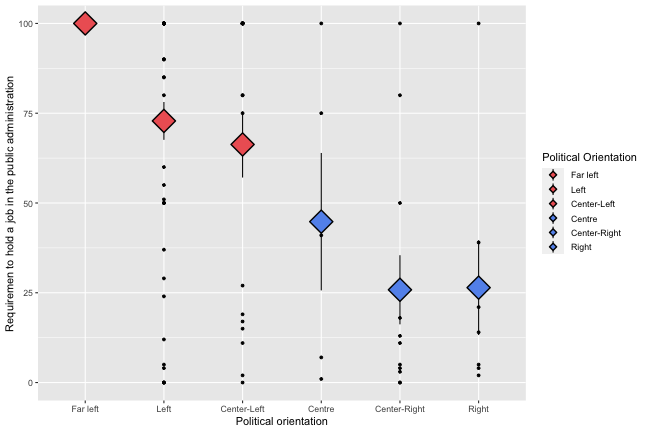 Requiremen to hold a job in the public administration
100
75
50
25
0
Far left
Left
Center-Left
Centre
Center-Right
Right
Political orientation
Political Orientation
Far left
Left
Center-Left
Centre
Center-Right
Right